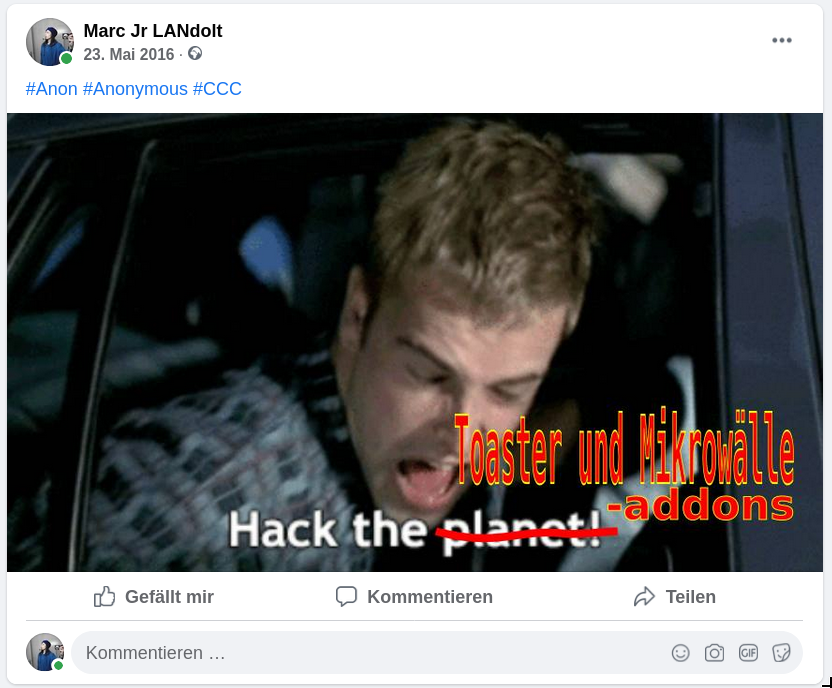 Marc Jr LANdolt
23. Mai 2016 ·
#Anon #Anonymous #CCC
Toaster und Mikrowälle
-addons
Hack the planet!
Gefällt mir
Kommentieren
Teilen
Kommentieren …
GIF